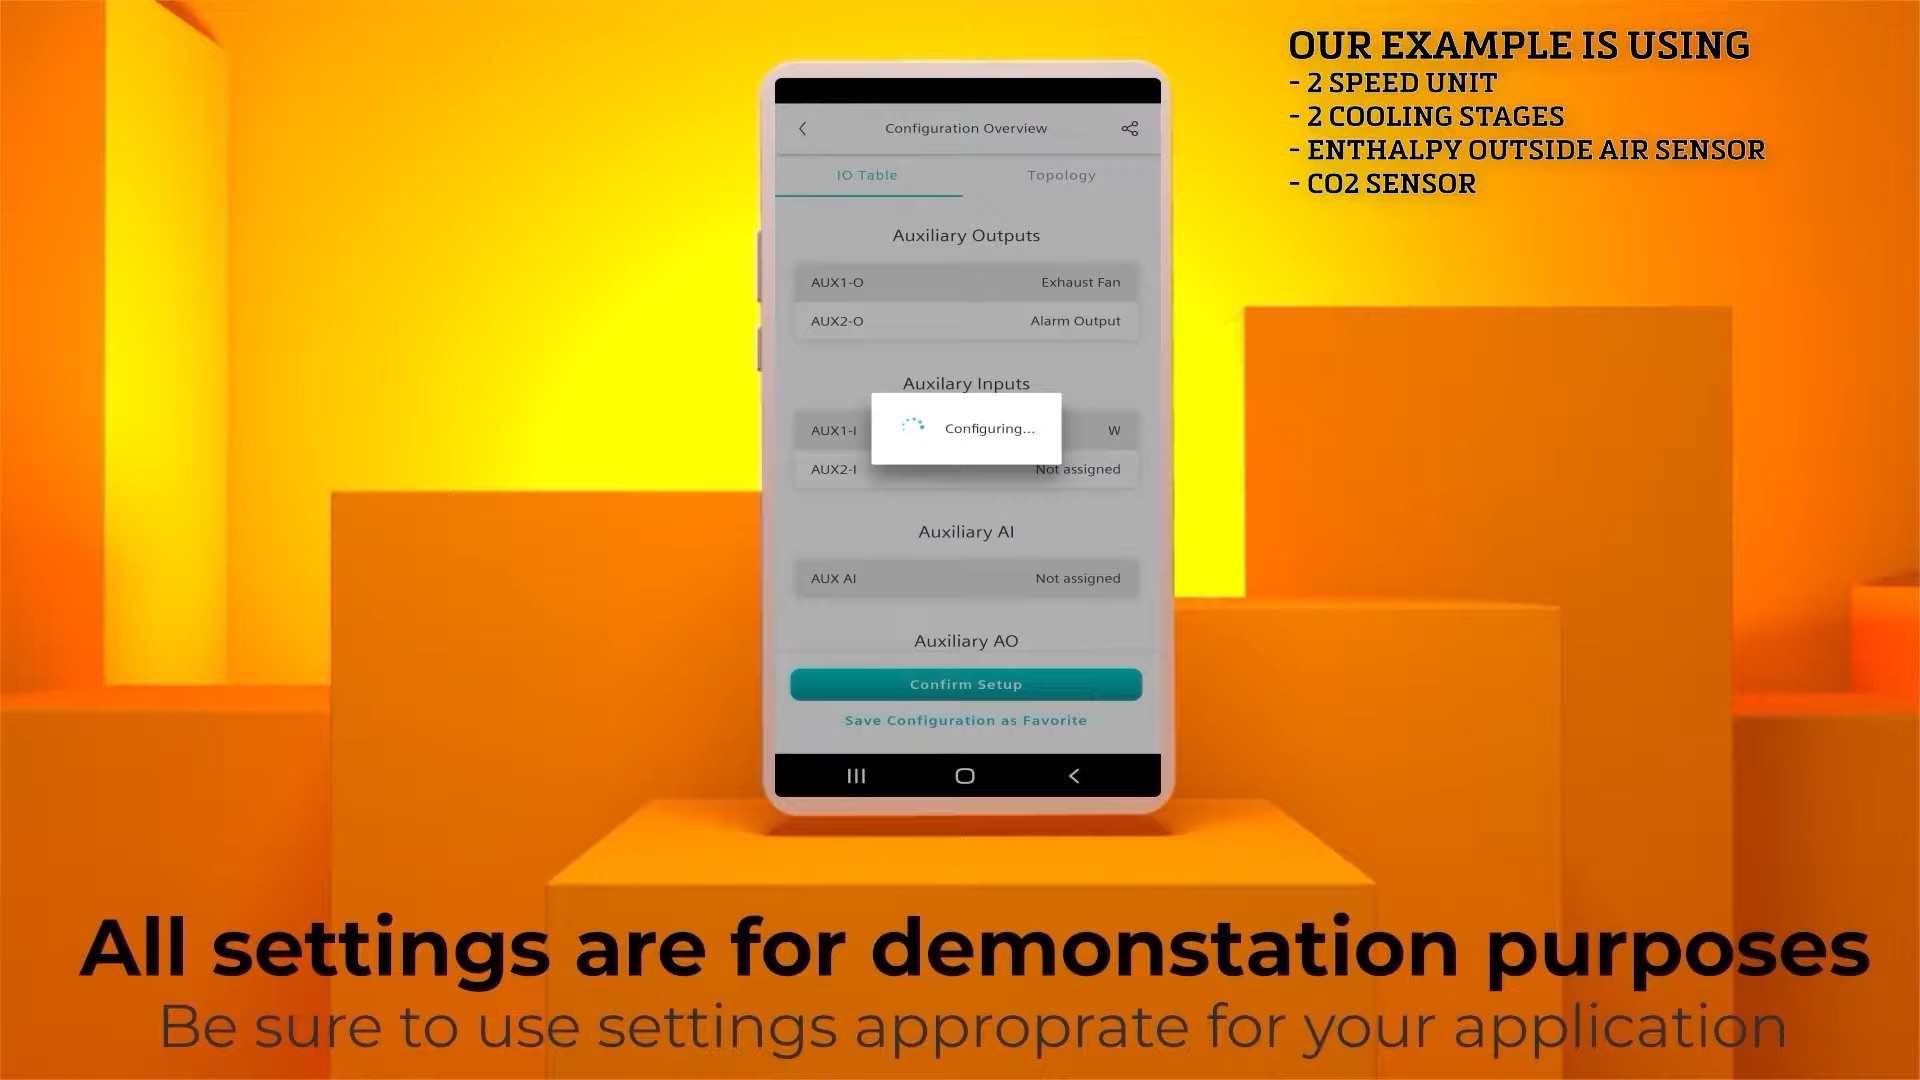 OUR EXAMPLE IS USING
- 2 SPEED UNIT
- 2 COOLING STAGES
- ENTHALPY OUTSIDE AIR SENSOR
- CO2 SENSOR
Configuration Overview
IO Table Topology
Auxiliary Outputs
AUX1-O Exhaust Fan
AUX2-O Alarm Output
Auxilary Inputs
AUX1-I W
Configuring...
AUX2-I Not assigned
Auxiliary AI
AUX AI Not assigned
Auxiliary AO
Confirm Setup
Save Configuration as Favorite
All settings are for demonstation purposes
Be sure to use settings approprate for your application